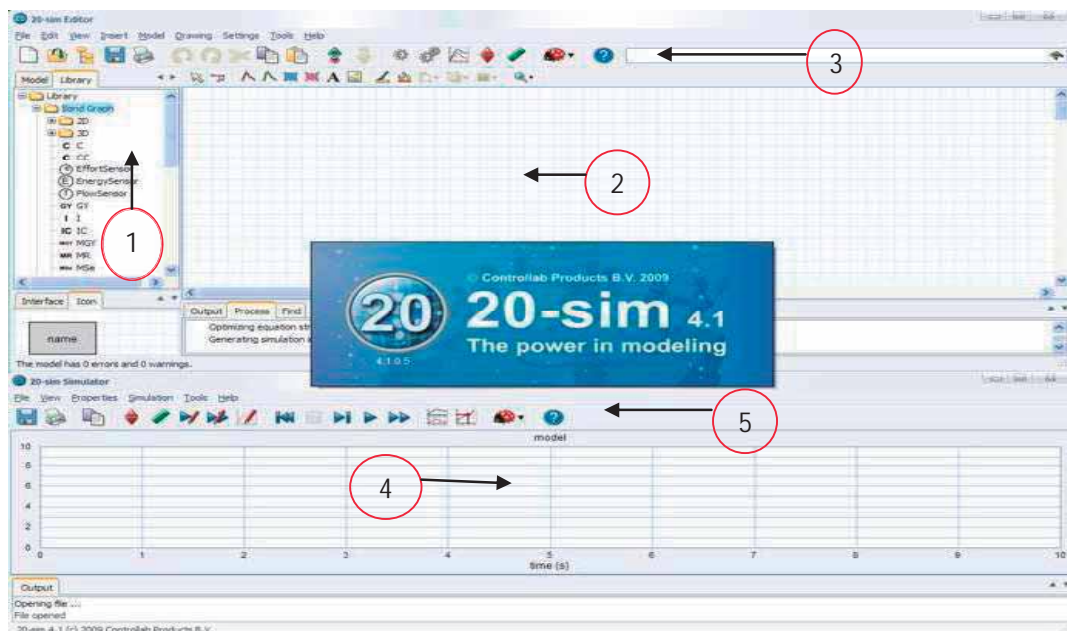 20-sim Editor
File Edit View Insert Model Drawing Settings Tools Help
3
Model Library
A
Library
Bond Graph
2D
3D
C C
C CC
EffortSensor
E EnergySensor
f FlowSensor
GY GY
I I
IC IC
MGY MGY
MR MR
MSe MSe
1
2
Interface Icon
name
Output Process Find
Optimizing equation
Generating simulation
The model has 0 errors and 0 warnings.
© Controllab Products B.V. 2009
20
20-sim 4.1
The power in modeling
4.1.0.5
20-sim Simulator
File View Properties Simulation Tools Help
5
model
10
8
6
4
2
0
4
0 1 2 3 4 5 6 7 8 9 10
time {s}
Output
Opening file ...
File opened
20-sim 4.1 (c) 2009 Controllab Products B.V.